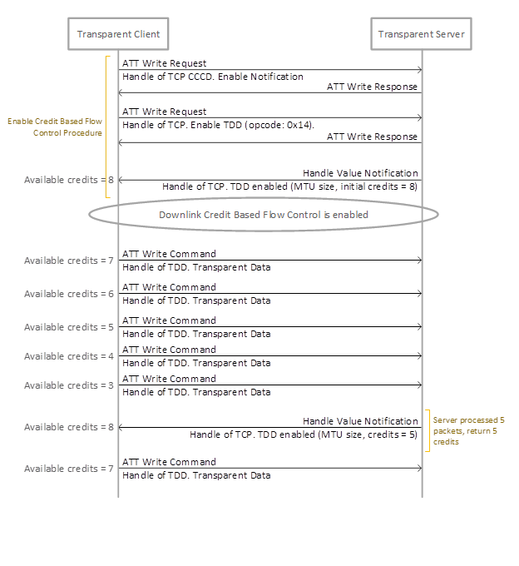 Transparent Client
Transparent Server
ATT Write Request
Handle of TCP CCCD. Enable Notification
ATT Write Response
ATT Write Request
Enable Credit Based Flow
Control Procedure
Handle of TCP. Enable TDD (opcode: 0x14).
ATT Write Response
Handle Value Notification
Available credits = 8
Handle of TCP. TDD enabled (MTU size, initial credits = 8)
Downlink Credit Based Flow Control is enabled
ATT Write Command
Available credits = 7
Handle of TDD. Transparent Data
ATT Write Command
Available credits = 6
Handle of TDD. Transparent Data
ATT Write Command
Available credits = 5
Handle of TDD. Transparent Data
ATT Write Command
Available credits = 4
Handle of TDD. Transparent Data
ATT Write Command
Available credits = 3
Handle of TDD. Transparent Data
Handle Value Notification
Server processed 5
packets, return 5
credits
Available credits = 8
Handle of TCP. TDD enabled (MTU size, credits = 5)
ATT Write Command
Available credits = 7
Handle of TDD. Transparent Data